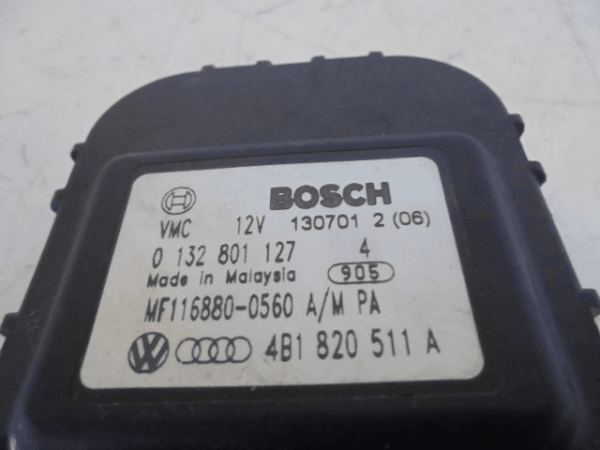 BOSCH
VMC 12V 130701 2 (06)
0 132 801 127 4
Made in Malaysia 905
MF116880-0560 A/M PA
4B1 820 511 A